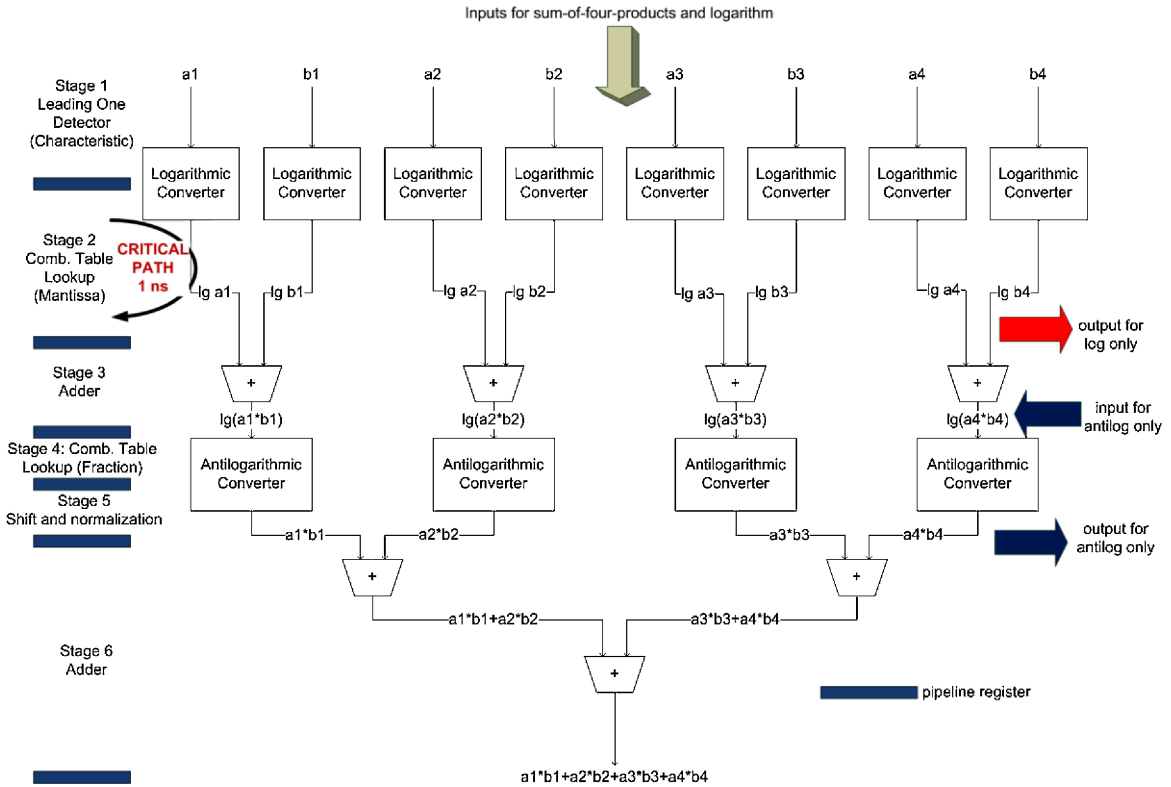 Inputs for sum-of-four-products and logarithm
a1
b1
a2
b2
a3
b3
a4
b4
Stage 1
Leading One
Detector
(Characteristic)
Logarithmic
Converter
Logarithmic
Converter
Logarithmic
Converter
Logarithmic
Converter
Logarithmic
Converter
Logarithmic
Converter
Logarithmic
Converter
Logarithmic
Converter
Stage 2
Comb. Table
Lookup
(Mantissa)
CRITICAL
PATH
1 ns
lg a1
lg b1
lg a2
lg b2
lg a3
lg b3
lg a4
lg b4
output for
log only
Stage 3
Adder
+
+
+
+
lg(a1*b1)
lg(a2*b2)
lg(a3*b3)
lg(a4*b4)
input for
antilog only
Stage 4: Comb. Table
Lookup (Fraction)
Antilogarithmic
Converter
Antilogarithmic
Converter
Antilogarithmic
Converter
Antilogarithmic
Converter
Stage 5
Shift and normalization
a1*b1
a2*b2
a3*b3
a4*b4
output for
antilog only
+
+
a1*b1+a2*b2
a3*b3+a4*b4
Stage 6
Adder
+
pipeline register
a1*b1+a2*b2+a3*b3+a4*b4